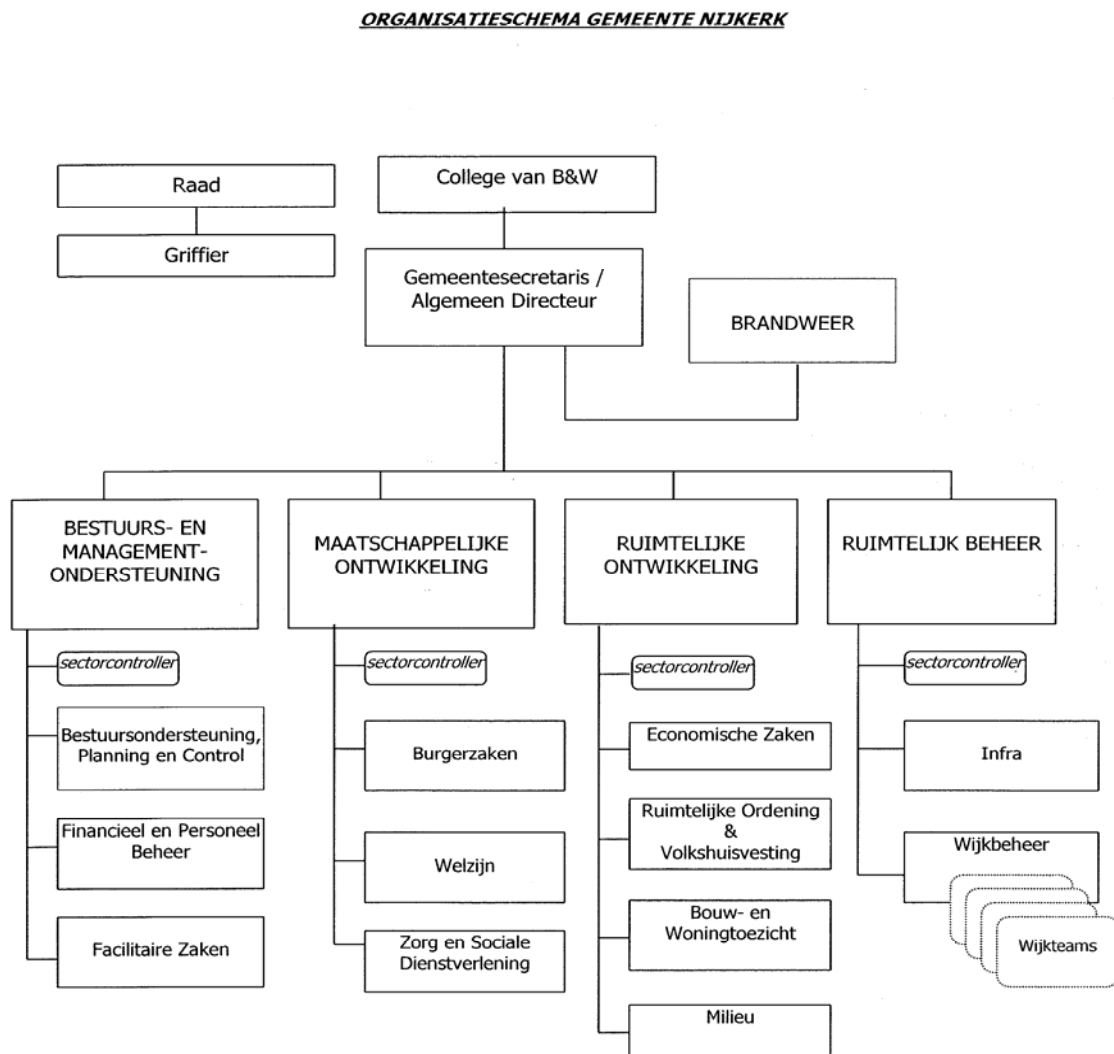 ORGANISATIESCHEMA GEMEENTE NIJKERK
Raad
Griffier
College van B&W
Gemeentesecretaris /
Algemeen Directeur
BRANDWEER
BESTUURS- EN
MANAGEMENT-
ONDERSTEUNING
sectorcontroller
Bestuursondersteuning,
Planning en Control
Financieel en Personeel
Beheer
Facilitaire Zaken
MAATSCHAPPELIJKE
ONTWIKKELING
sectorcontroller
Burgerzaken
Welzijn
Zorg en Sociale
Dienstverlening
RUIMTELIJKE
ONTWIKKELING
sectorcontroller
Economische Zaken
Ruimtelijke Ordening
&
Volkshuisvesting
Bouw- en
Woningtoezicht
Milieu
RUIMTELIJK BEHEER
sectorcontroller
Infra
Wijkbeheer
Wijkteams